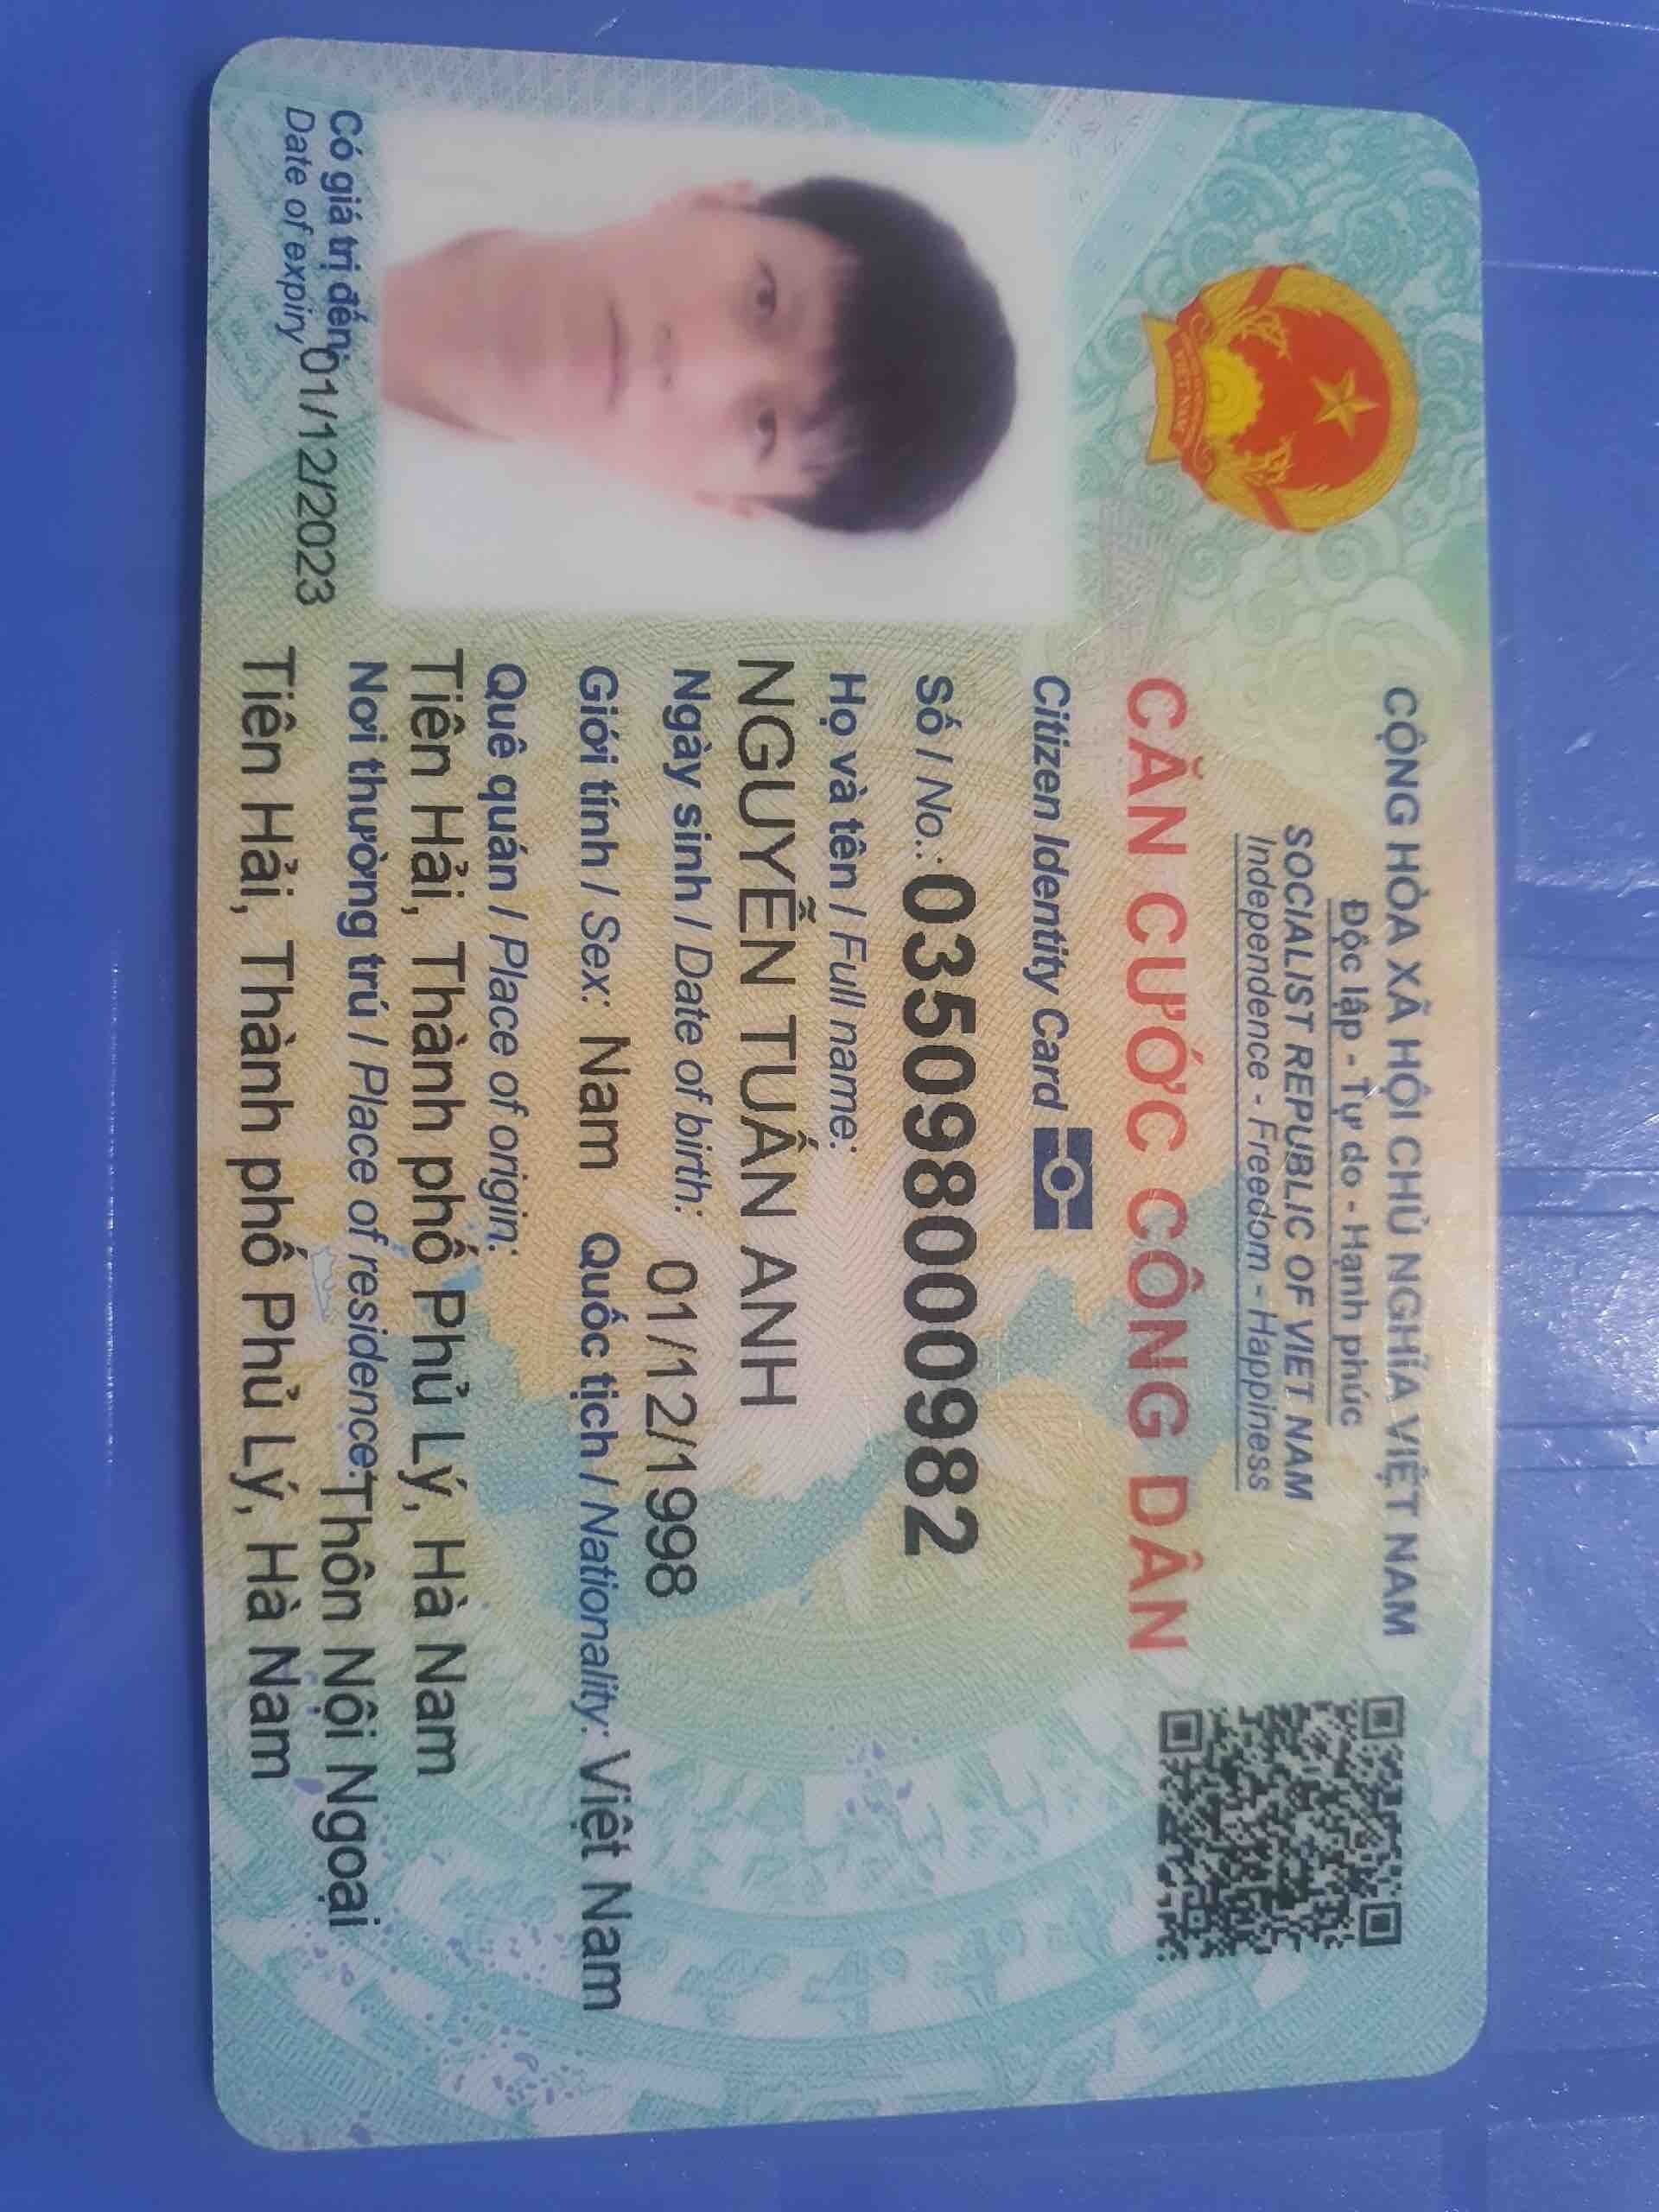 CỘNG HÒA XÃ HỘI CHỦ NGHĨA VIỆT NAM
Độc lập - Tự do - Hạnh phúc
SOCIALIST REPUBLIC OF VIET NAM
Independence - Freedom - Happiness
CĂN CƯỚC CÔNG DÂN
Citizen Identity Card
Số / No.: 035098000982
Họ và tên / Full name:
NGUYỄN TUẤN ANH
Ngày sinh / Date of birth: 01/12/1998
Giới tính / Sex: Nam Quốc tịch / Nationality: Việt Nam
Quê quán / Place of origin:
Tiên Hải, Thành phố Phủ Lý, Hà Nam
Nơi thường trú / Place of residence: Thôn Nội Ngoại
Tiên Hải, Thành phố Phủ Lý, Hà Nam
Có giá trị đến: 01/12/2023
Date of expiry
VIỆT NAM